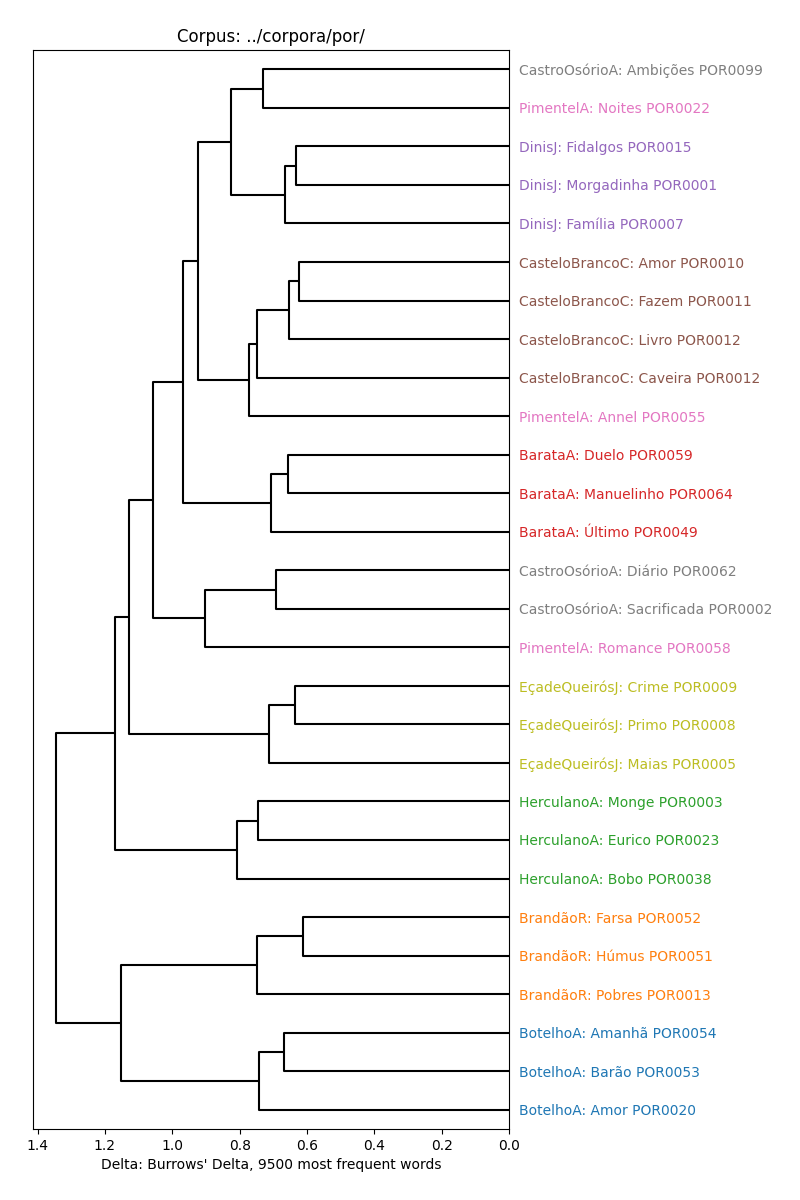 Corpus: ../corpora/por/
CastroOsórioA: Ambições POR0099
PimentelA: Noites POR0022
DinisJ: Fidalgos POR0015
DinisJ: Morgadinha POR0001
DinisJ: Família POR0007
CasteloBrancoC: Amor POR0010
CasteloBrancoC: Fazem POR0011
CasteloBrancoC: Livro POR0012
CasteloBrancoC: Caveira POR0012
PimentelA: Annel POR0055
BarataA: Duelo POR0059
BarataA: Manuelinho POR0064
BarataA: Último POR0049
CastroOsórioA: Diário POR0062
CastroOsórioA: Sacrificada POR0002
PimentelA: Romance POR0058
EçadeQueirósJ: Crime POR0009
EçadeQueirósJ: Primo POR0008
EçadeQueirósJ: Maias POR0005
HerculanoA: Monge POR0003
HerculanoA: Eurico POR0023
HerculanoA: Bobo POR0038
BrandãoR: Farsa POR0052
BrandãoR: Húmus POR0051
BrandãoR: Pobres POR0013
BotelhoA: Amanhã POR0054
BotelhoA: Barão POR0053
BotelhoA: Amor POR0020
1.4 1.2 1.0 0.8 0.6 0.4 0.2 0.0
Delta: Burrows' Delta, 9500 most frequent words